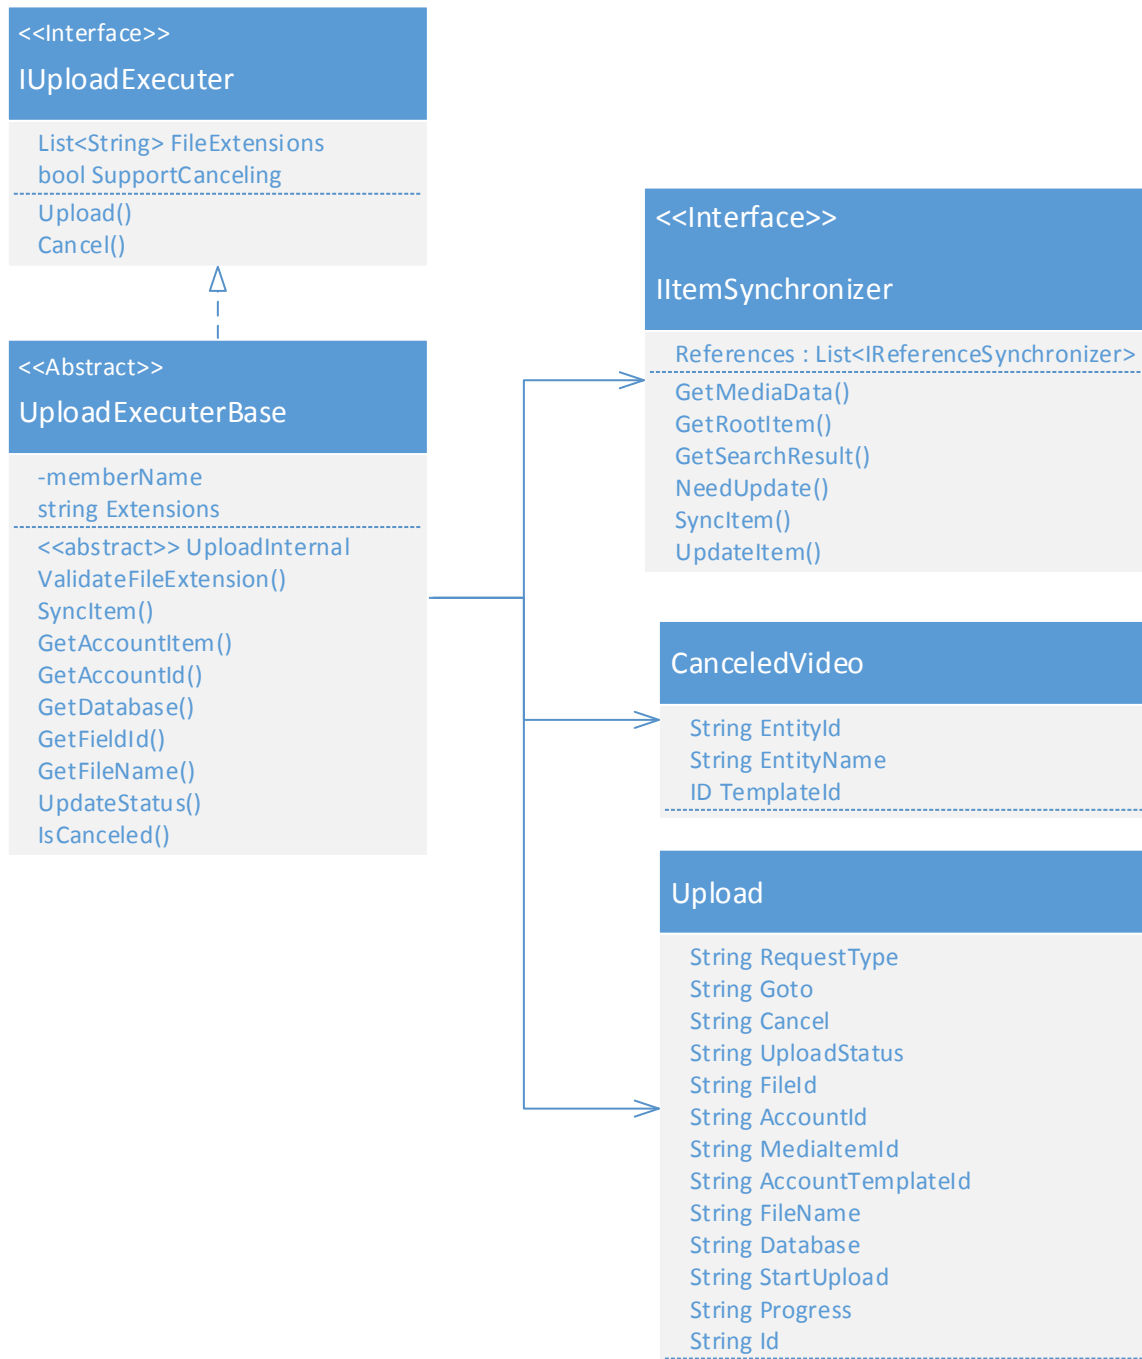 <<Interface>>
IUploadExecuter
List<String> FileExtensions
bool SupportCanceling
Upload()
Cancel()
<<Abstract>>
UploadExecuterBase
-memberName
string Extensions
<<abstract>> UploadInternal
ValidateFileExtension()
SyncItem()
GetAccountItem()
GetAccountId()
GetDatabase()
GetFieldId()
GetFileName()
UpdateStatus()
IsCanceled()
<<Interface>>
IItemSynchronizer
References : List<IReferenceSynchronizer>
GetMediaData()
GetRootItem()
GetSearchResult()
NeedUpdate()
SyncItem()
UpdateItem()
CanceledVideo
String EntityId
String EntityName
ID TemplateId
Upload
String RequestType
String Goto
String Cancel
String UploadStatus
String FileId
String AccountId
String MediaItemId
String AccountTemplateId
String FileName
String Database
String StartUpload
String Progress
String Id